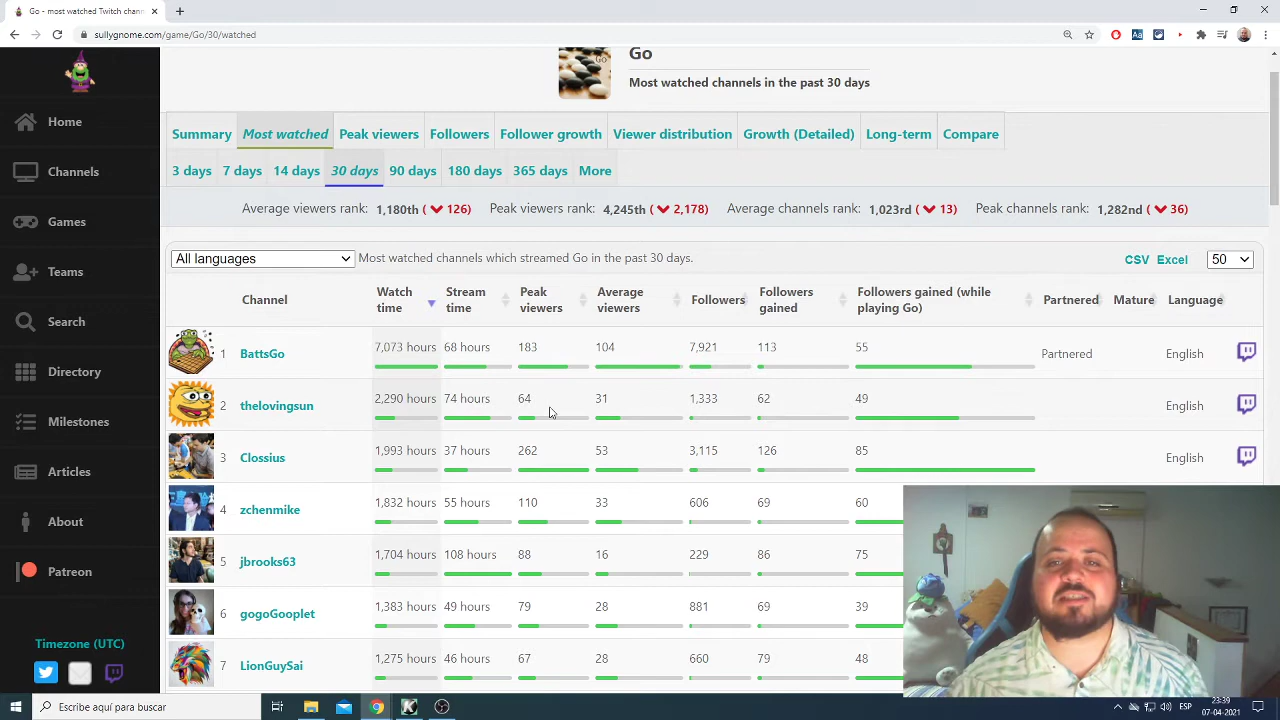 Go - most watched channels in th
sullygnome.com/game/Go/30/watched
Home
Channels
Games
Teams
Search
Directory
Milestones
Articles
About
Patreon
Timezone (UTC)
GO
Go
Most watched channels in the past 30 days
Summary Most watched Peak viewers Followers Follower growth Viewer distribution Growth (Detailed) Long-term Compare
3 days 7 days 14 days 30 days 90 days 180 days 365 days More
Average viewers rank: 1,180th ( 126) Peak viewers rank: 4,245th ( 2,178) Average channels rank: 1,023rd ( 13) Peak channels rank: 1,282nd ( 36)
All languages Most watched channels which streamed Go in the past 30 days. CSV Excel 50
Channel Watch time Stream time Peak viewers Average viewers Followers Followers gained Followers gained (while playing Go) Partnered Mature Language
1 BattsGo 7,073 hours 68 hours 183 104 7,921 113 55 Partnered English
2 thelovingsun 2,290 hours 74 hours 64 31 1,333 62 49 English
3 Clossius 1,993 hours 37 hours 262 53 3,115 126 85 English
4 zchenmike 1,832 hours 55 hours 110 33 606 69 60
5 jbrooks63 1,704 hours 108 hours 88 16 229 86 75
6 gogoGooplet 1,383 hours 49 hours 79 28 881 69 39
7 LionGuySai 1,275 hours 46 hours 67 28 660 79 48
Escribe aquí para buscar
ESP
23:39
07-04-2021